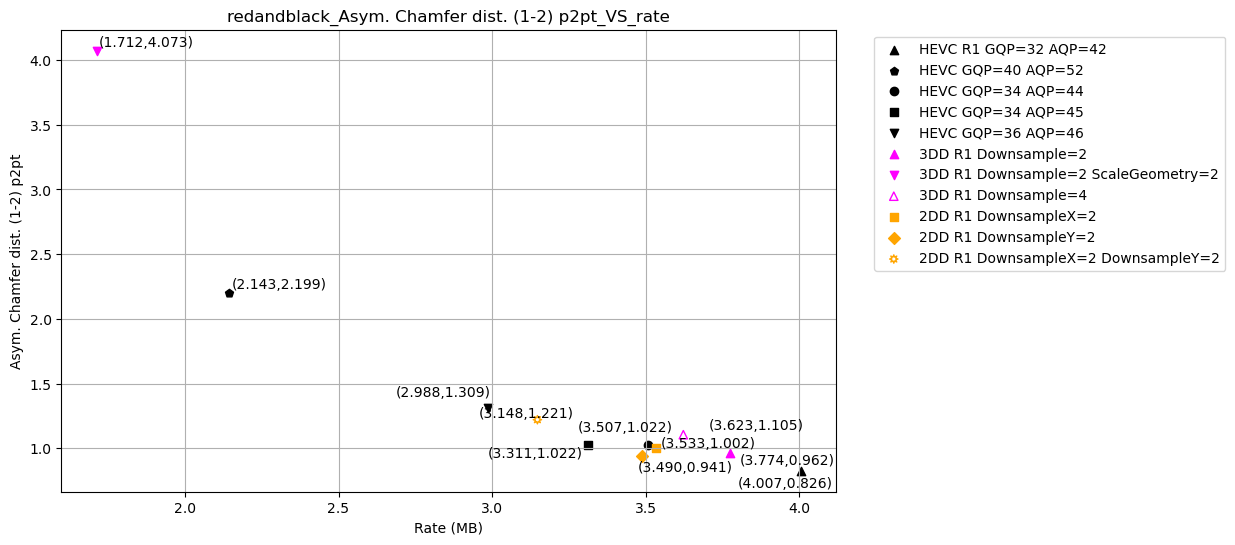 redandblack_Asym. Chamfer dist. (1-2) p2pt_VS_rate
Asym. Chamfer dist. (1-2) p2pt
4.0
3.5
3.0
2.5
2.0
1.5
1.0
(1.712,4.073)
(2.143,2.199)
(2.988,1.309)
(3.148,1.221)
(3.507,1.022)
(3.623,1.105)
(3.311,1.022)
(3.533,1.002)
(3.490,0.941)
(3.774,0.962)
(4.007,0.826)
2.0
2.5
3.0
3.5
4.0
Rate (MB)
HEVC R1 GQP=32 AQP=42
HEVC GQP=40 AQP=52
HEVC GQP=34 AQP=44
HEVC GQP=34 AQP=45
HEVC GQP=36 AQP=46
3DD R1 Downsample=2
3DD R1 Downsample=2 ScaleGeometry=2
3DD R1 Downsample=4
2DD R1 DownsampleX=2
2DD R1 DownsampleY=2
2DD R1 DownsampleX=2 DownsampleY=2